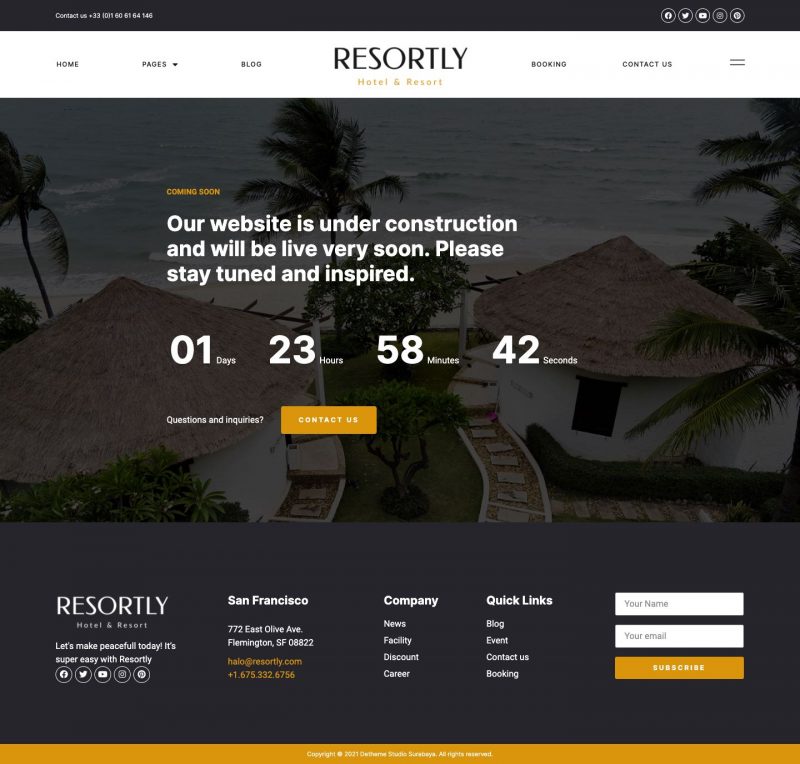 Contact us +33 (0)1 60 61 64 146
HOME
PAGES
BLOG
RESORTLY
Hotel & Resort
BOOKING
CONTACT US
COMING SOON
Our website is under construction
and will be live very soon. Please
stay tuned and inspired.
01 Days
23 Hours
58 Minutes
42 Seconds
Questions and inquiries?
CONTACT US
RESORTLY
Hotel & Resort
Let's make peacefull today! It's
super easy with Resortly
San Francisco
772 East Olive Ave.
Flemington, SF 08822
halo@resortly.com
+1.675.332.6756
Company
News
Facility
Discount
Career
Quick Links
Blog
Event
Contact us
Booking
Your Name
Your email
SUBSCRIBE
Copyright © 2021 Detheme Studio Surabaya. All rights reserved.